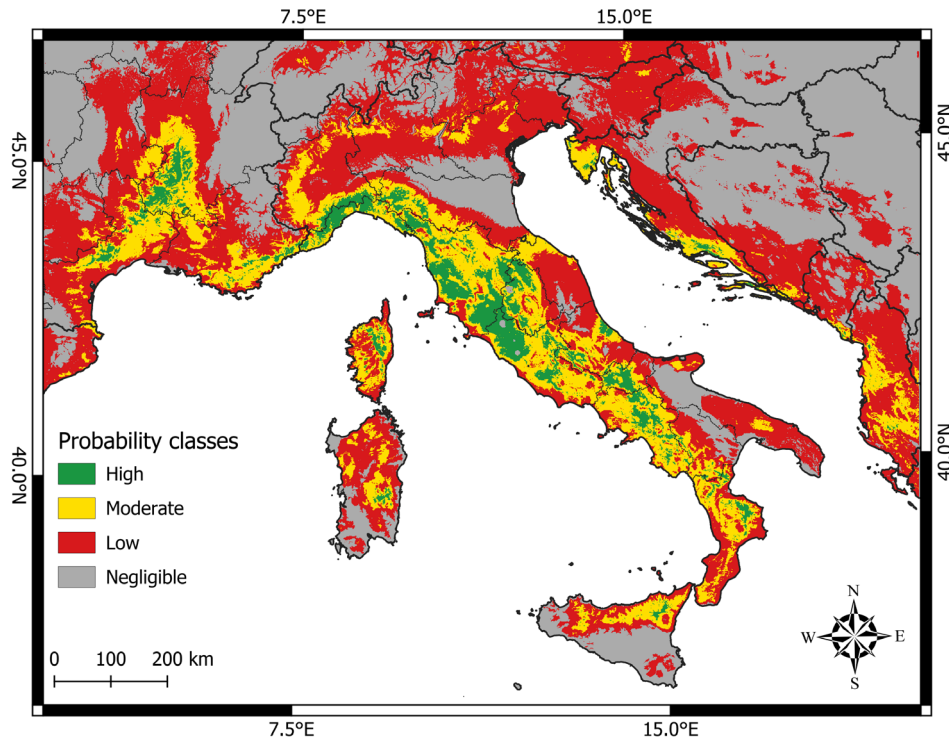 7.5°E 15.0°E
45.0°N 45.0°N
40.0°N 40.0°N
Probability classes
High
Moderate
Low
Negligible
0 100 200 km
N
W E
S
7.5°E 15.0°E